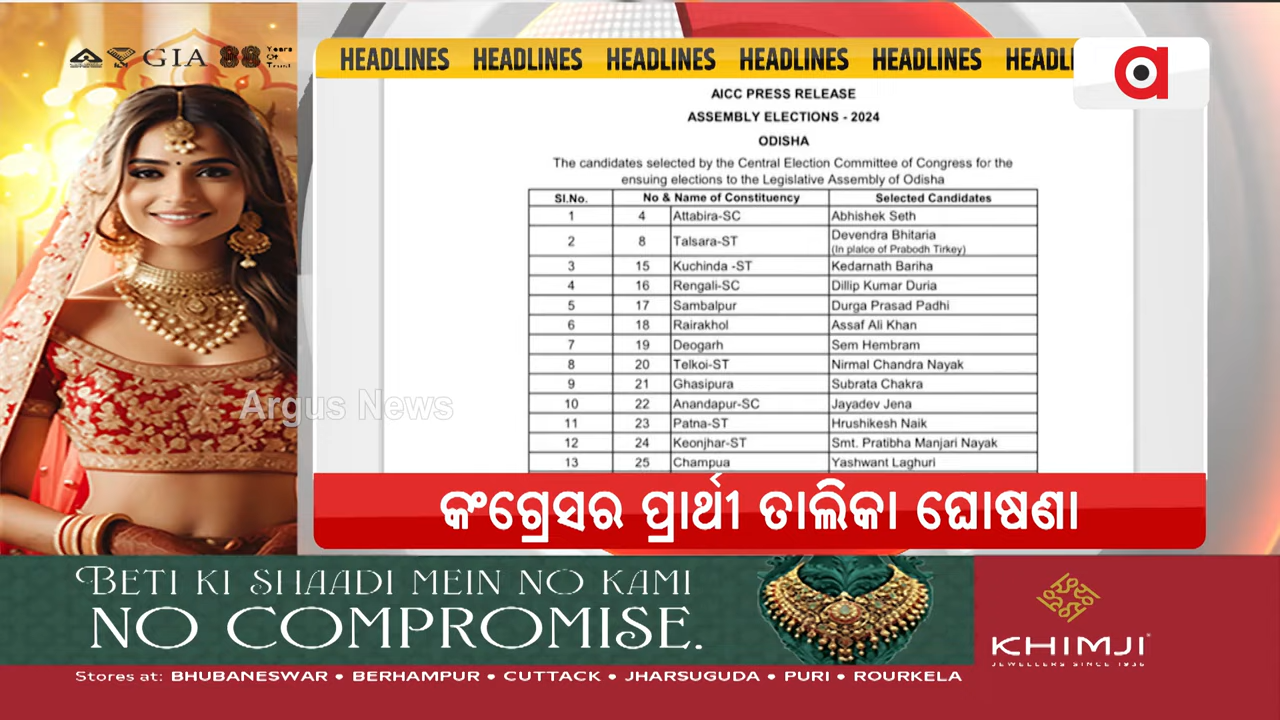 GIA 88 Years Of Trust
HEADLINES HEADLINES HEADLINES HEADLINES HEADLINES HEADL
a
AICC PRESS RELEASE
ASSEMBLY ELECTIONS - 2024
ODISHA
The candidates selected by the Central Election Committee of Congress for the
ensuing elections to the Legislative Assembly of Odisha
Sl.No. No & Name of Constituency Selected Candidates
1 4 Attabira-SC Abhishek Seth
2 8 Talsara-ST Devendra Bhitaria
(In plalce of Prabodh Tirkey)
3 15 Kuchinda -ST Kedarnath Bariha
4 16 Rengali-SC Dillip Kumar Duria
5 17 Sambalpur Durga Prasad Padhi
6 18 Rairakhol Assaf Ali Khan
7 19 Deogarh Sem Hembram
8 20 Telkoi-ST Nirmal Chandra Nayak
9 21 Ghasipura Subrata Chakra
10 22 Anandapur-SC Jayadev Jena
11 23 Patna-ST Hrushikesh Naik
12 24 Keonjhar-ST Smt. Pratibha Manjari Nayak
13 25 Champua Yashwant Laghuri
Argus News
କଂଗ୍ରେସର ପ୍ରାର୍ଥୀ ତାଲିକା ଘୋଷଣା
BETI KI SHAADI MEIN NO KAMI
NO COMPROMISE.
KHIMJI
JEWELLERS SINCE 1936
Stores at: BHUBANESWAR • BERHAMPUR • CUTTACK • JHARSUGUDA • PURI • ROURKELA